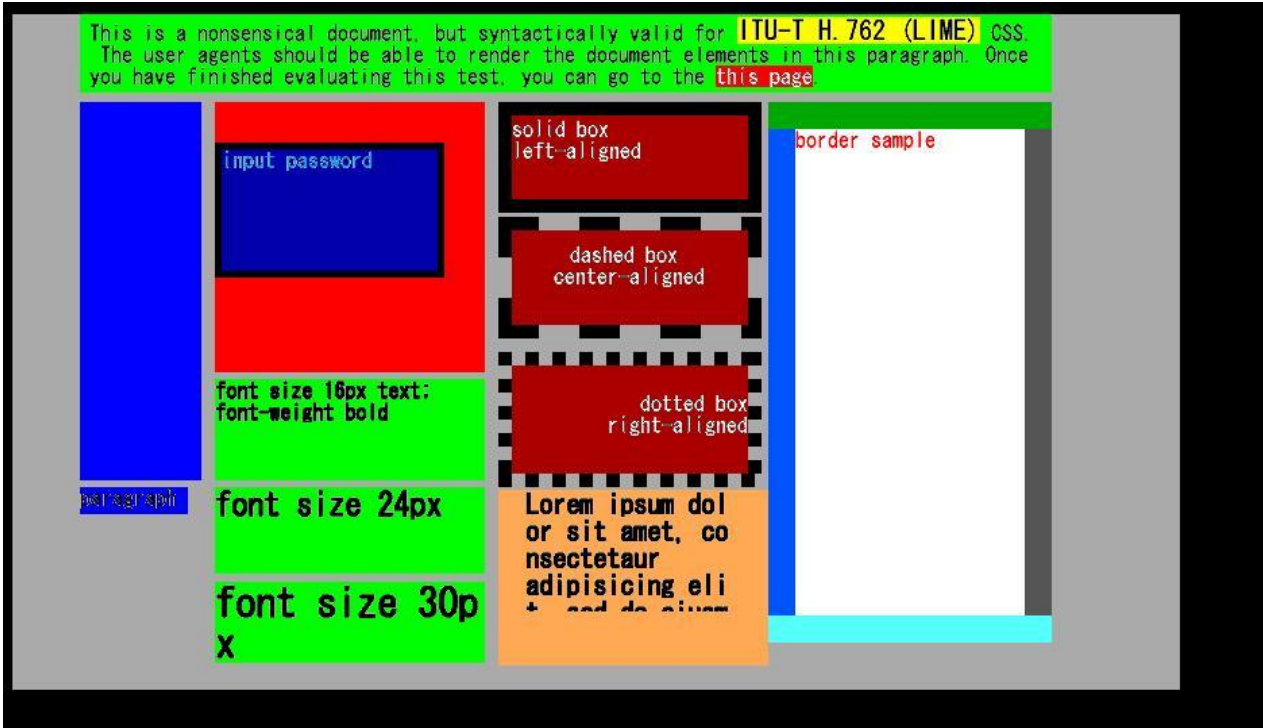 This is a nonsensical document, but syntactically valid for ITU-T H.762 (LIME) CSS.
The user agents should be able to render the document elements in this paragraph. Once
you have finished evaluating this test, you can go to the this page.
input password
solid box
left-aligned
border sample
dashed box
center-aligned
font size 16px text;
font-weight bold
dotted box
right-aligned
paragraph
font size 24px
Lorem ipsum dol
or sit amet, co
nsectetaur
adipisicing eli
t, sed do eiusm
font size 30p
x